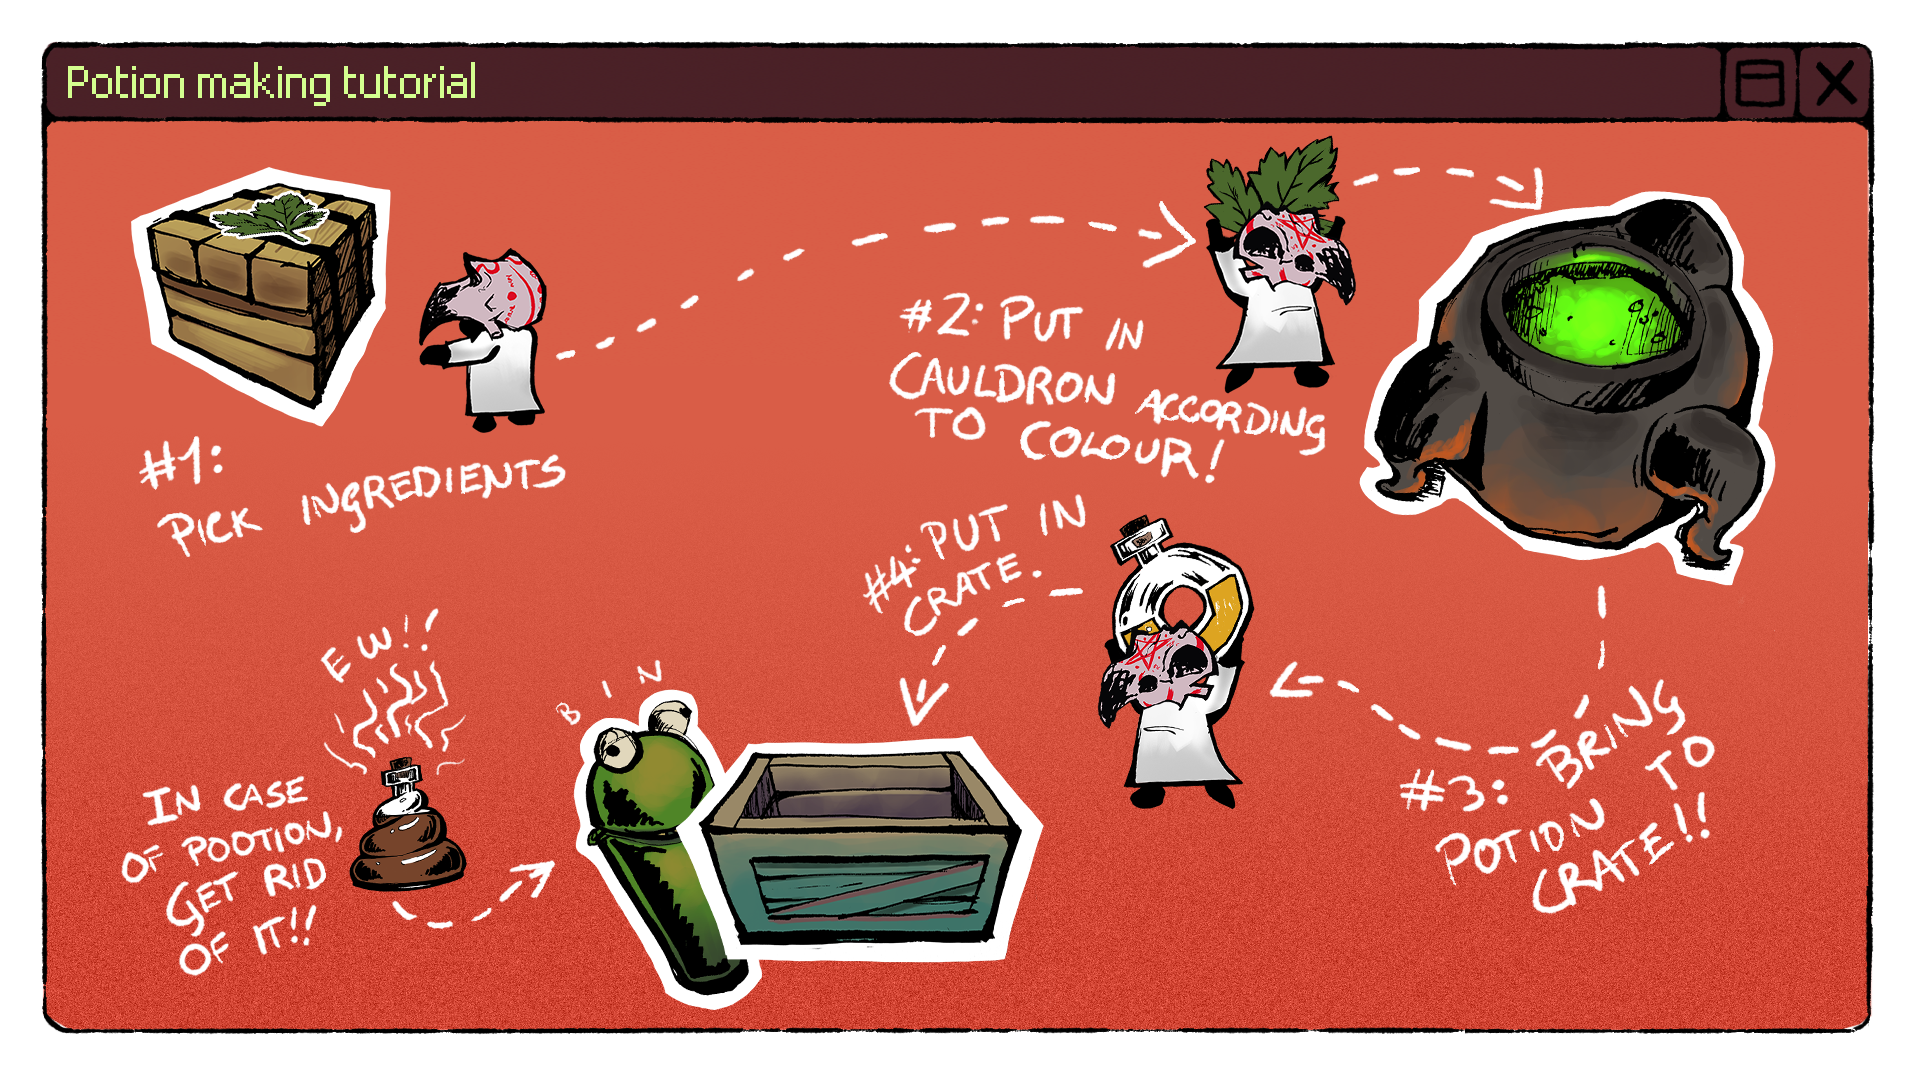 Potion making tutorial
#1:
PICK INGREDIENTS
#2: PUT IN
CAULDRON ACCORDING
TO COLOUR!
#3: BRING
POTION TO
CRATE!!
#4: PUT IN
CRATE.
EW!!
IN CASE
OF POOTION,
GET RID
OF IT!!
BIN